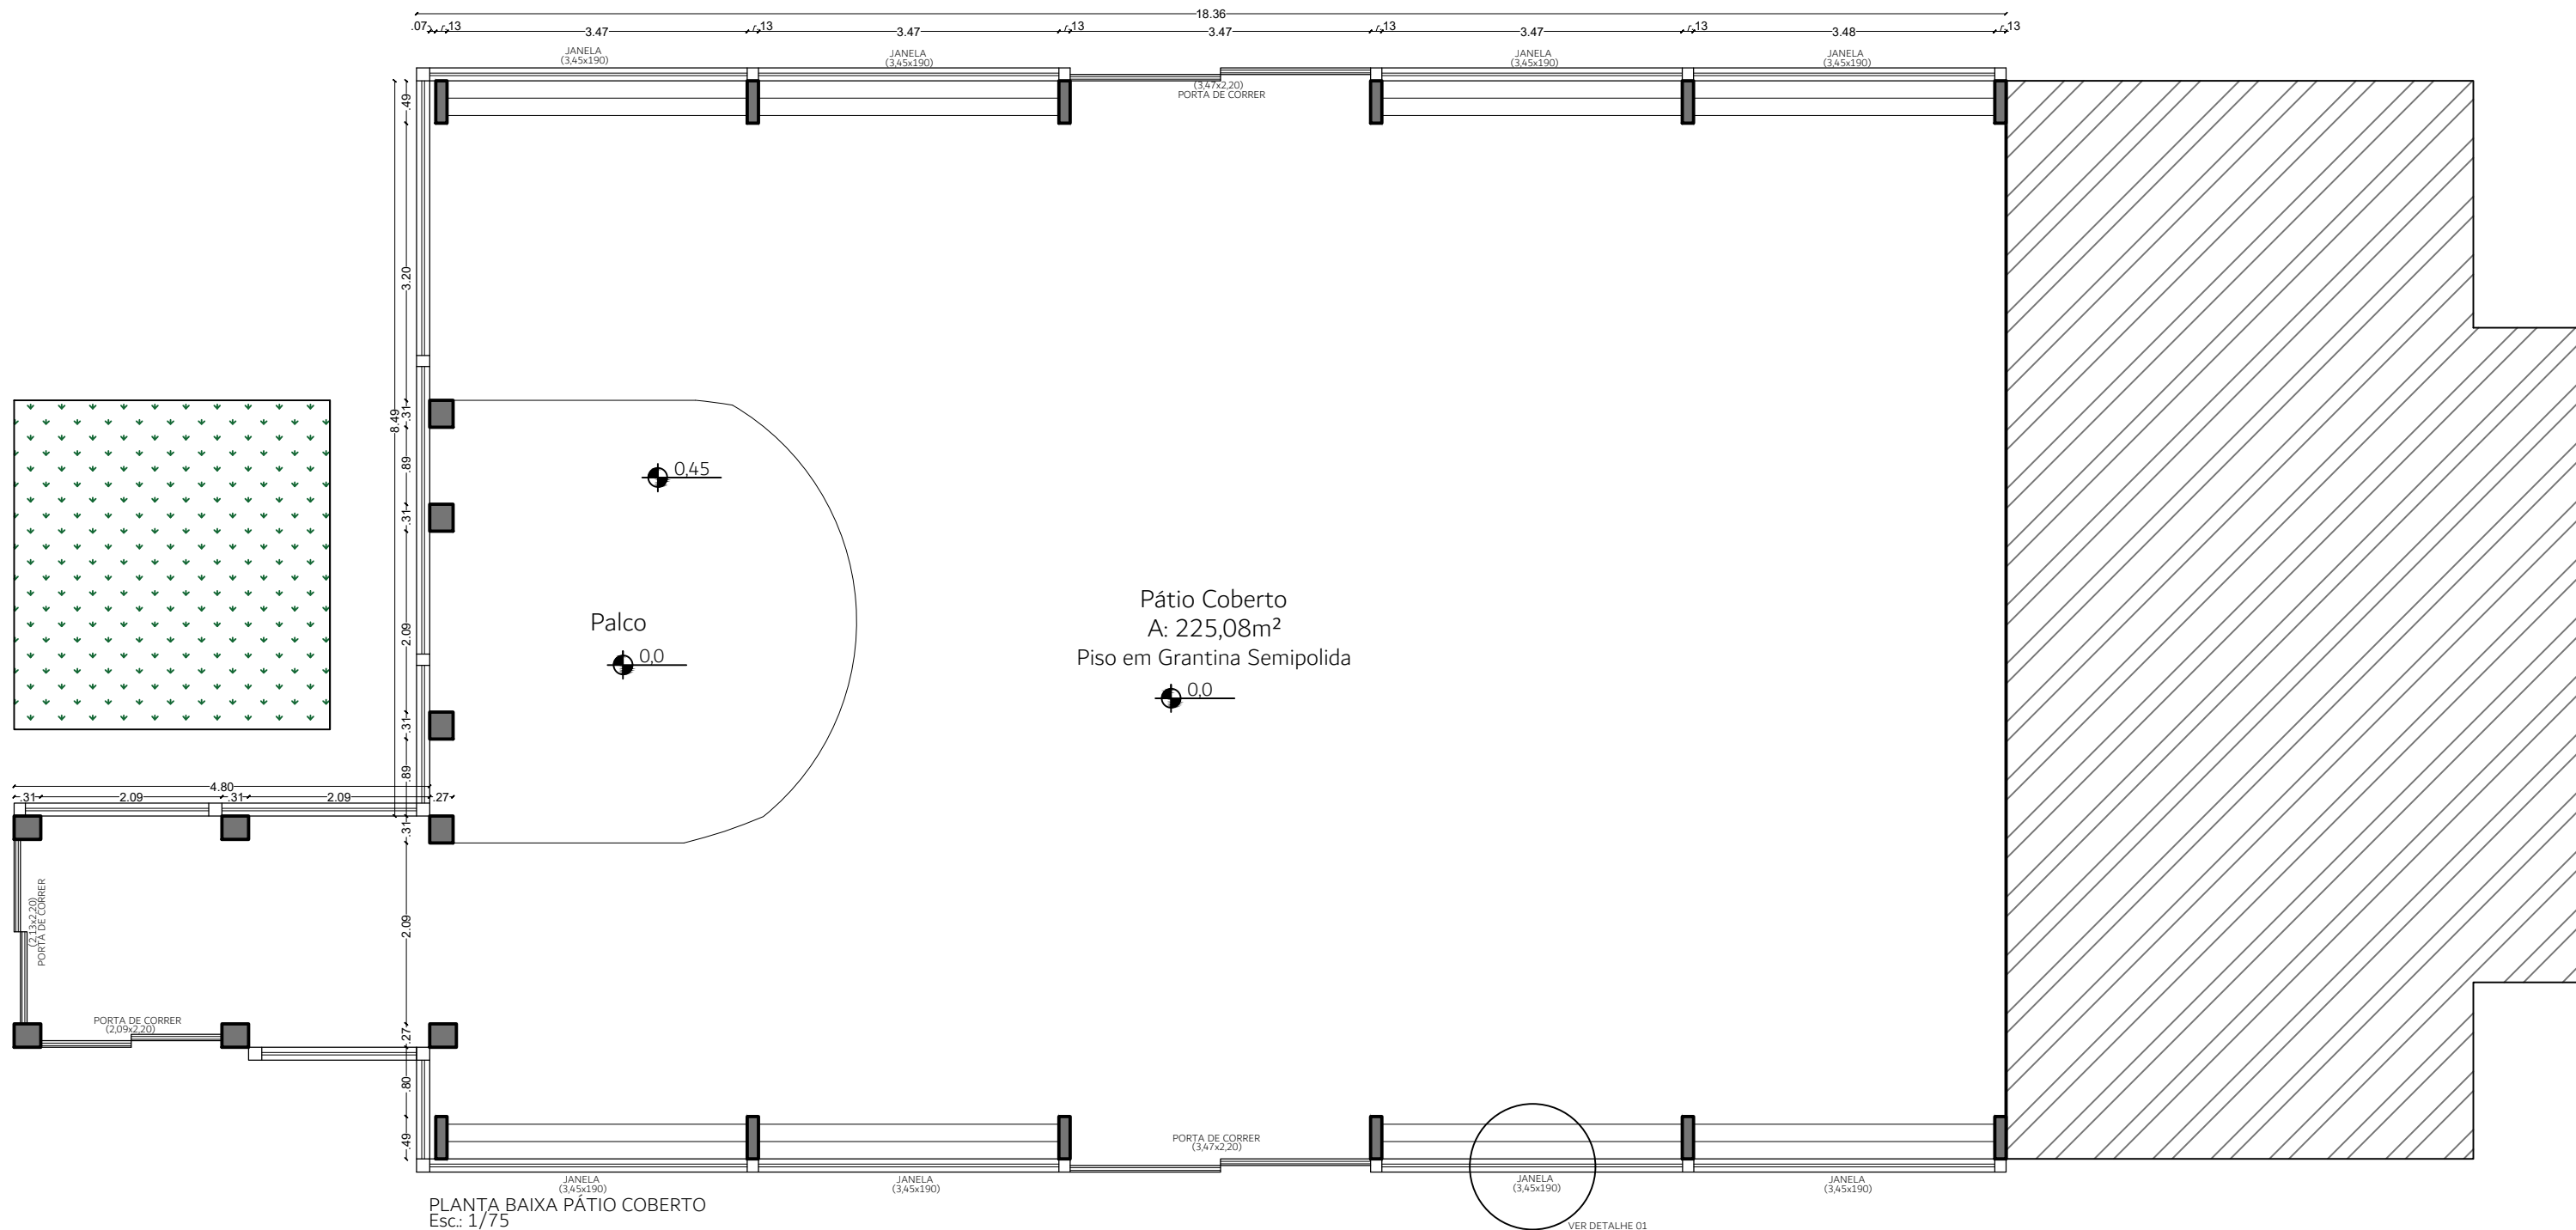 18.36
.07 .13 3.47 .13 3.47 .13 3.47 .13 3.47 .13 3.48 .13
JANELA
(3,45x190)
JANELA
(3,45x190)
(3,47x2,20)
PORTA DE CORRER
JANELA
(3,45x190)
JANELA
(3,45x190)
.49
3.20
8.49
.31
.89
.31
2.09
.31
.89
.31
2.09
.27
.80
.49
0,45
Palco
0,0
Pátio Coberto
A: 225,08m²
Piso em Grantina Semipolida
0,0
4.80
.31 2.09 .31 2.09 .27
(2,13x2,20)
PORTA DE CORRER
PORTA DE CORRER
(2,09x2,20)
PORTA DE CORRER
(3,47x2,20)
JANELA
(3,45x190)
JANELA
(3,45x190)
JANELA
(3,45x190)
JANELA
(3,45x190)
PLANTA BAIXA PÁTIO COBERTO
Esc.: 1/75
VER DETALHE 01